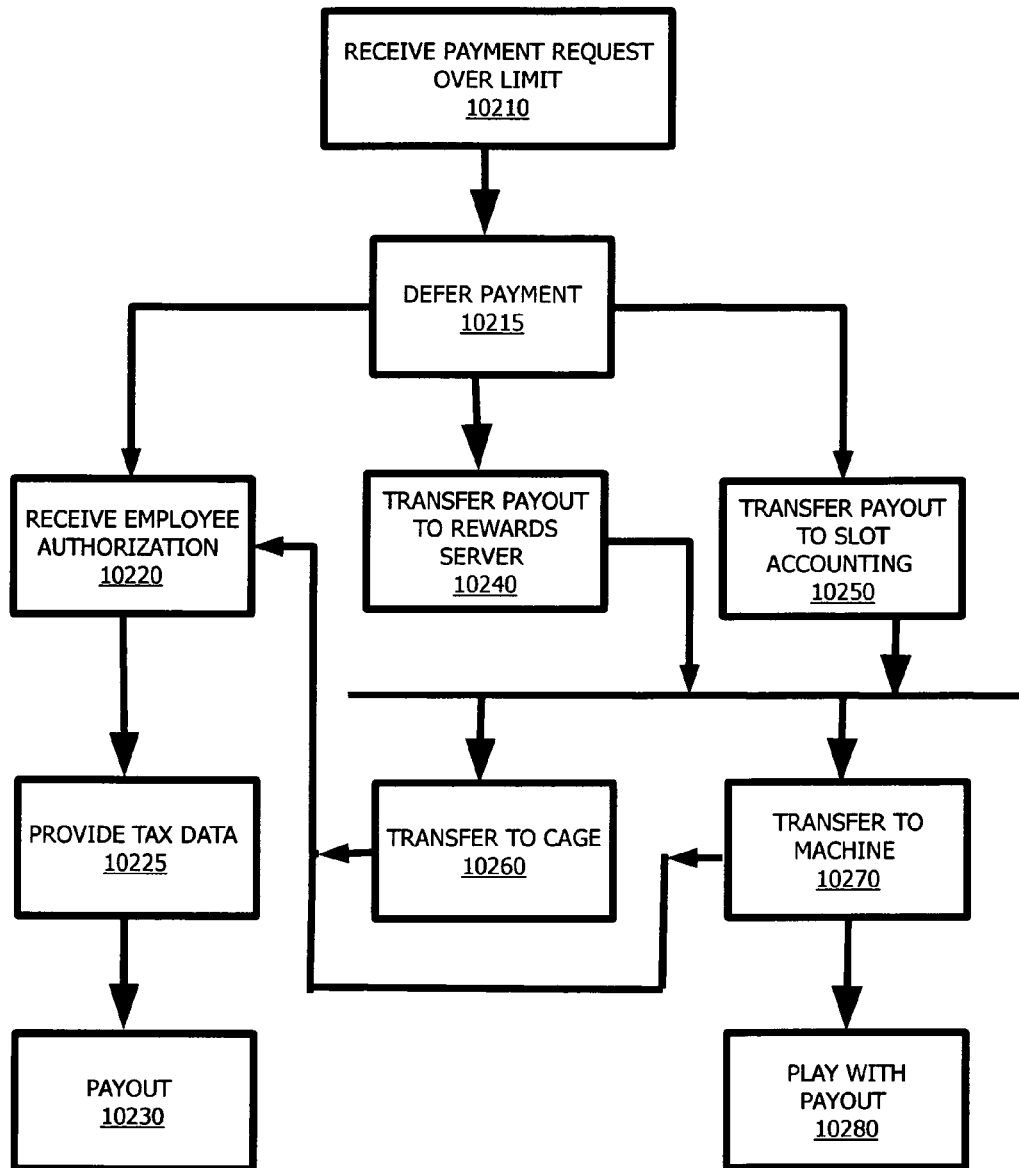 RECEIVE PAYMENT REQUEST
OVER LIMIT
10210
DEFER PAYMENT
10215
RECEIVE EMPLOYEE
AUTHORIZATION
10220
TRANSFER PAYOUT
TO REWARDS
SERVER
10240
TRANSFER PAYOUT
TO SLOT
ACCOUNTING
10250
PROVIDE TAX DATA
10225
TRANSFER TO CAGE
10260
TRANSFER TO
MACHINE
10270
PAYOUT
10230
PLAY WITH
PAYOUT
10280